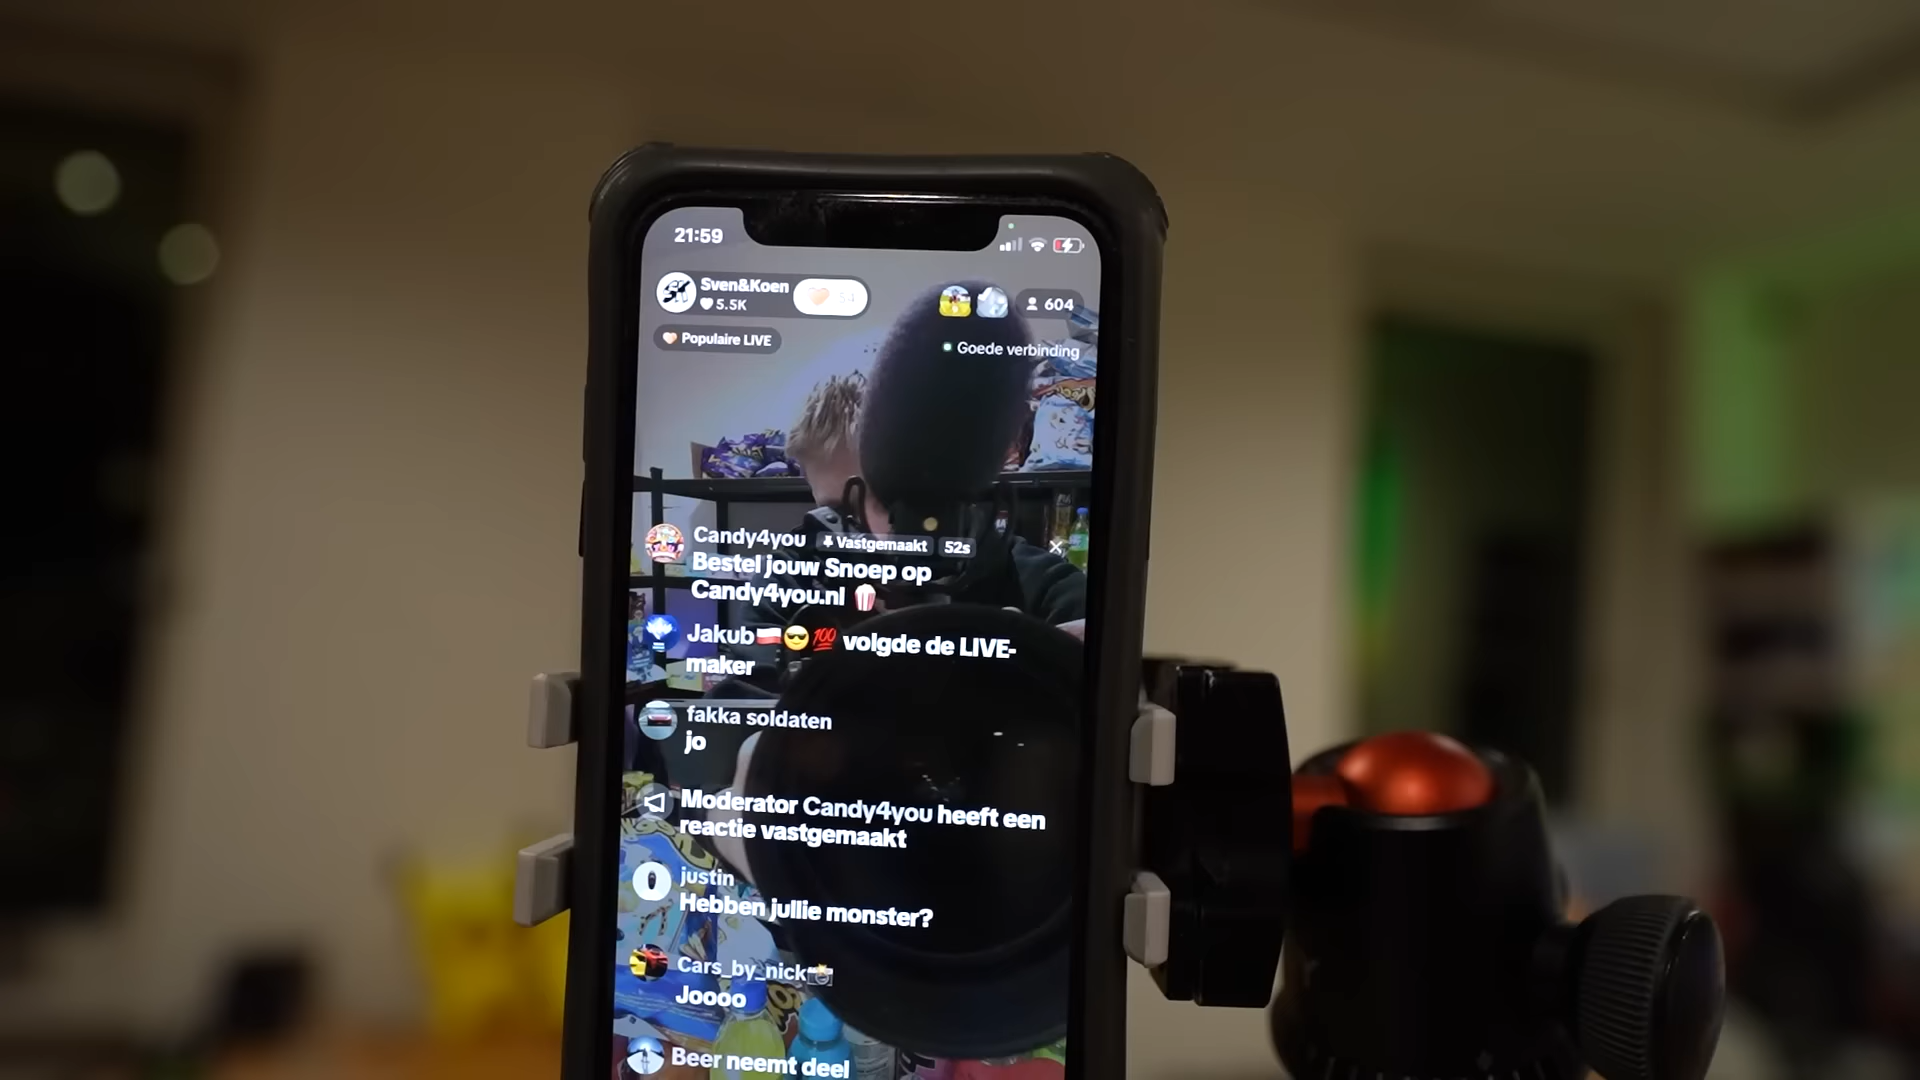 21:59
Sven&Koen
5.5K
604
Populaire LIVE
Goede verbinding
Candy4you Vastgemaakt 52s
Bestel jouw Snoep op
Candy4you.nl 🍿
Jakub🇵🇱😎💯 volgde de LIVE-
maker
fakka soldaten
jo
Moderator Candy4you heeft een
reactie vastgemaakt
justin
Hebben jullie monster?
Cars_by_nick📸
Joooo
Beer neemt deel